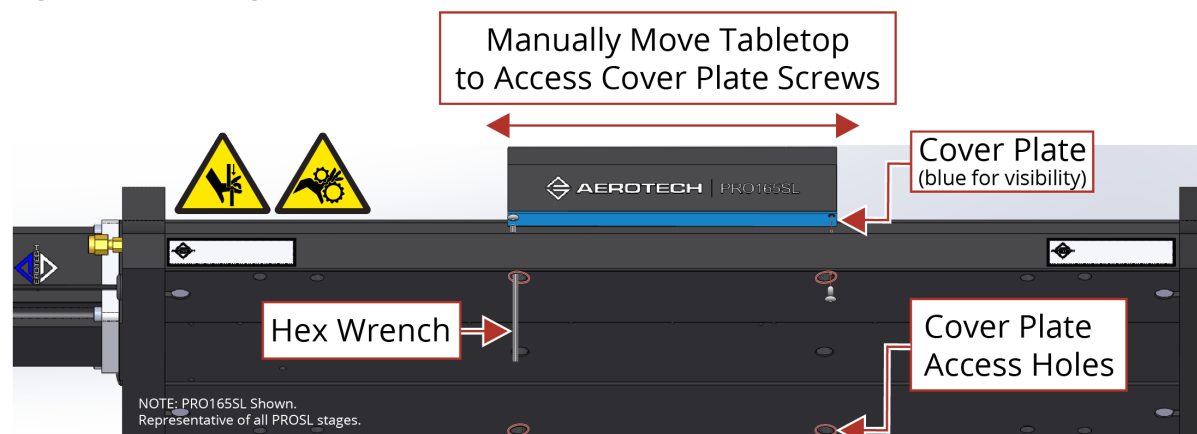 Manually Move Tabletop
to Access Cover Plate Screws
AEROTECH | PRO165SL
Cover Plate
(blue for visibility)
Hex Wrench
Cover Plate
Access Holes
NOTE: PRO165SL Shown.
Representative of all PROSL stages.